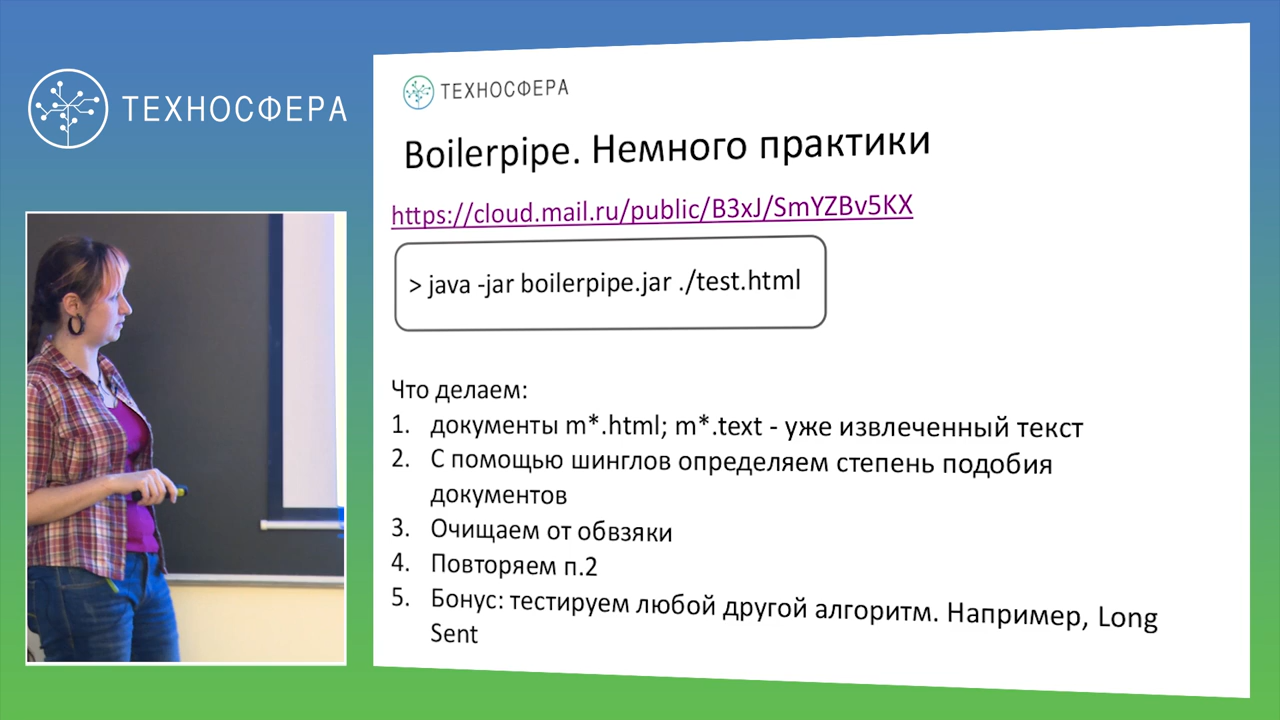 ТЕХНОСФЕРА
ТЕХНОСФЕРА
Boilerpipe. Немного практики
https://cloud.mail.ru/public/B3xJ/SmYZBv5KX
> java -jar boilerpipe.jar ./test.html
Что делаем:
1. документы m*.html; m*.text - уже извлеченный текст
2. С помощью шинглов определяем степень подобия
документов
3. Очищаем от обвзяки
4. Повторяем п.2
5. Бонус: тестируем любой другой алгоритм. Например, Long
Sent